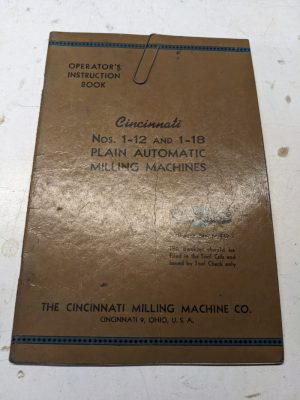 OPERATOR'S
INSTRUCTION
BOOK
Cincinnati
Nos. 1-12 AND 1-18
PLAIN AUTOMATIC
MILLING MACHINES
This Booklet should be
filed in the Tool Crib and
issued by Tool Check only
THE CINCINNATI MILLING MACHINE CO.
CINCINNATI 9, OHIO, U. S. A.